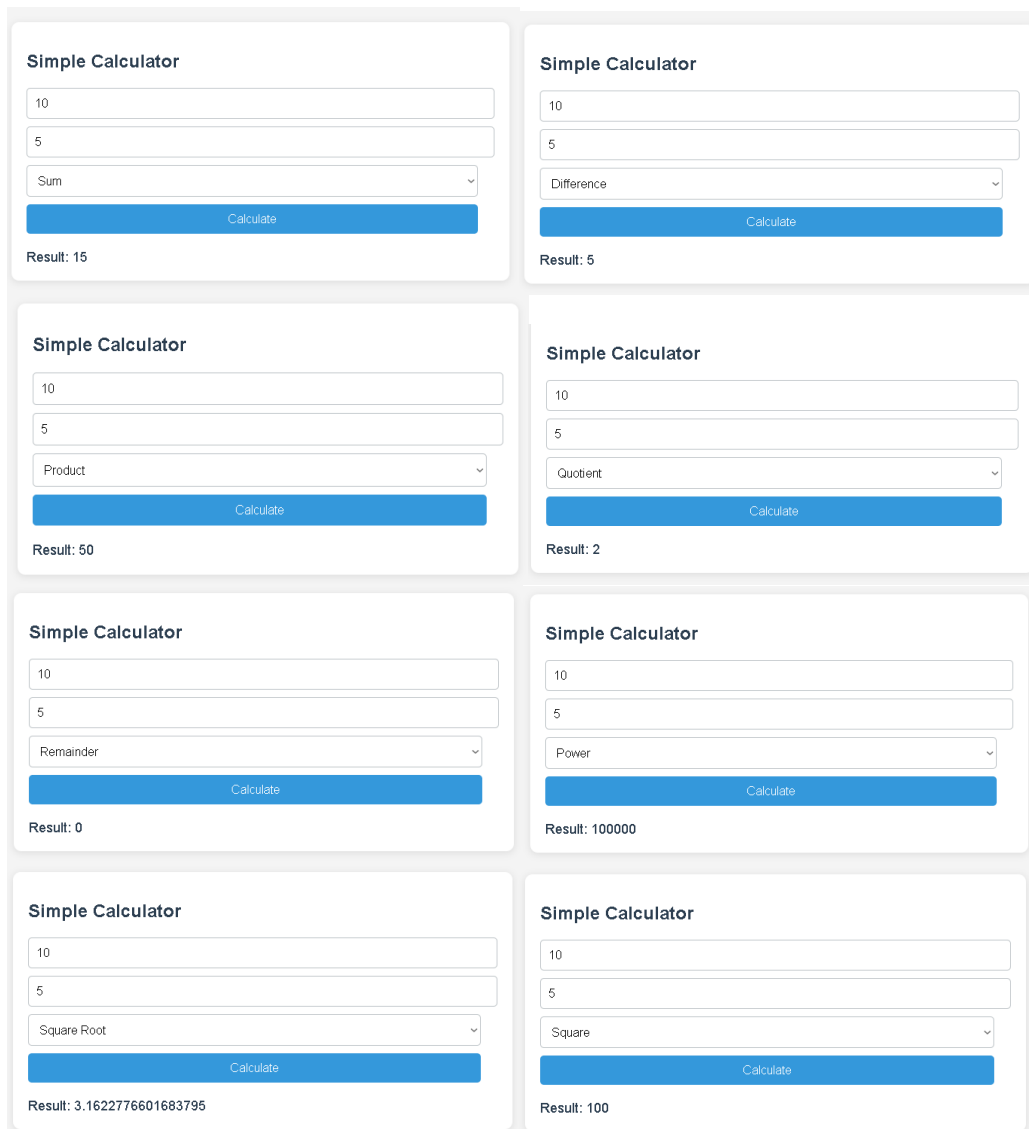 Simple Calculator
10
5
Sum
Calculate
Result: 15
Simple Calculator
10
5
Difference
Calculate
Result: 5
Simple Calculator
10
5
Product
Calculate
Result: 50
Simple Calculator
10
5
Quotient
Calculate
Result: 2
Simple Calculator
10
5
Remainder
Calculate
Result: 0
Simple Calculator
10
5
Power
Calculate
Result: 100000
Simple Calculator
10
5
Square Root
Calculate
Result: 3.1622776601683795
Simple Calculator
10
5
Square
Calculate
Result: 100